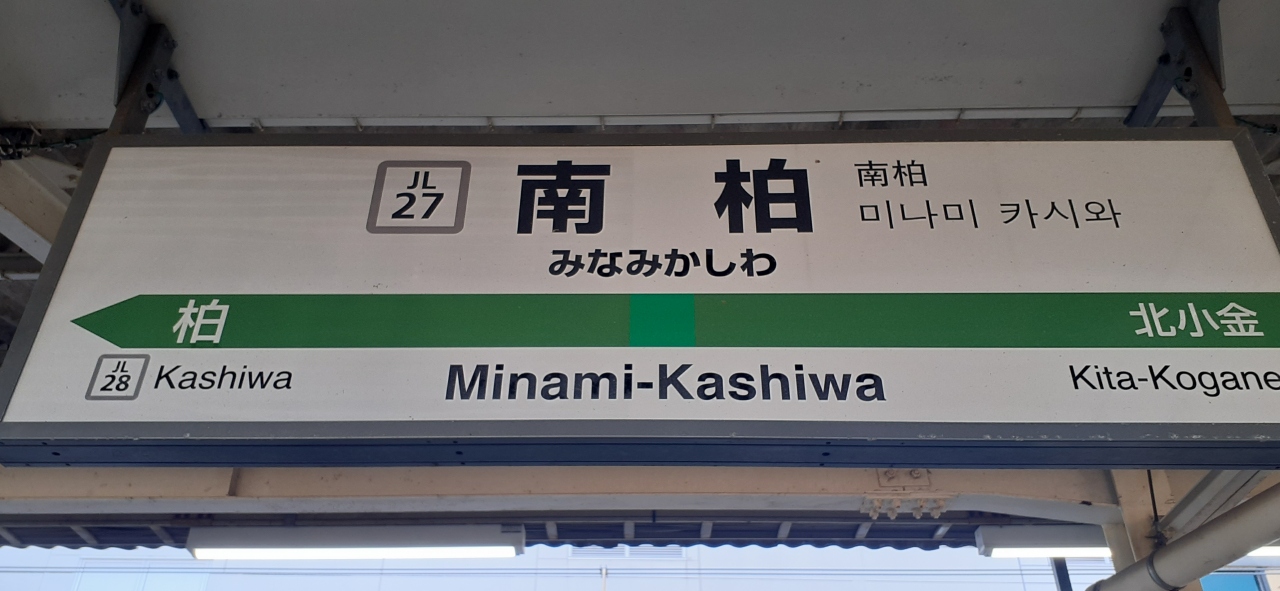 JL
27
南柏
南柏
미나미 카시와
みなみかしわ
柏
北小金
JL
28
Kashiwa
Minami-Kashiwa
Kita-Kogane